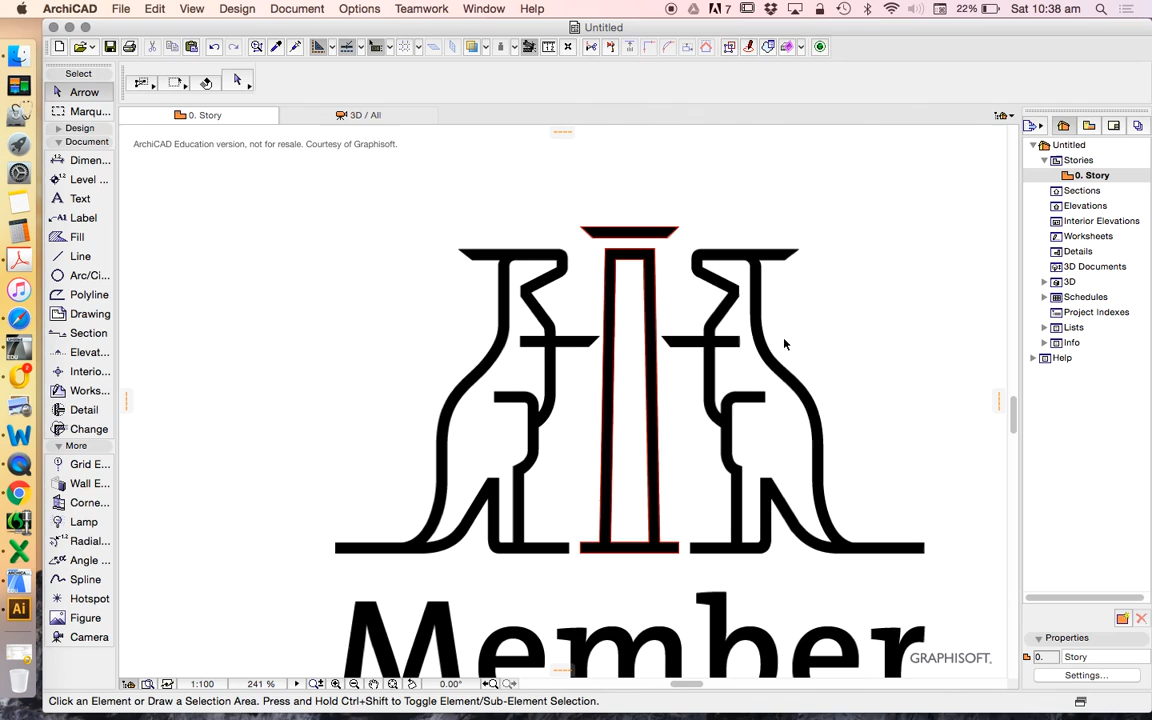 ArchiCAD File Edit View Design Document Options Teamwork Window Help 7 22% Sat 10:38 am
Untitled
Select
Arrow
Marqu...
Design
Document
Dimen...
Level ...
A Text
A1 Label
Fill
Line
Arc/Ci...
Polyline
Drawing
Section
Elevat...
Interio...
Works...
Detail
Change
More
Grid E...
Wall E...
Corne...
Lamp
Radial...
Angle ...
Spline
Hotspot
Figure
Camera
0. Story
3D / All
ArchiCAD Education version, not for resale. Courtesy of Graphisoft.
Member
GRAPHISOFT.
Untitled
Stories
0. Story
Sections
Elevations
Interior Elevations
Worksheets
Details
3D Documents
3D
Schedules
Project Indexes
Lists
Info
Help
Properties
0. Story
Settings...
1:100 241 % 0.00°
Click an Element or Draw a Selection Area. Press and Hold Ctrl+Shift to Toggle Element/Sub-Element Selection.